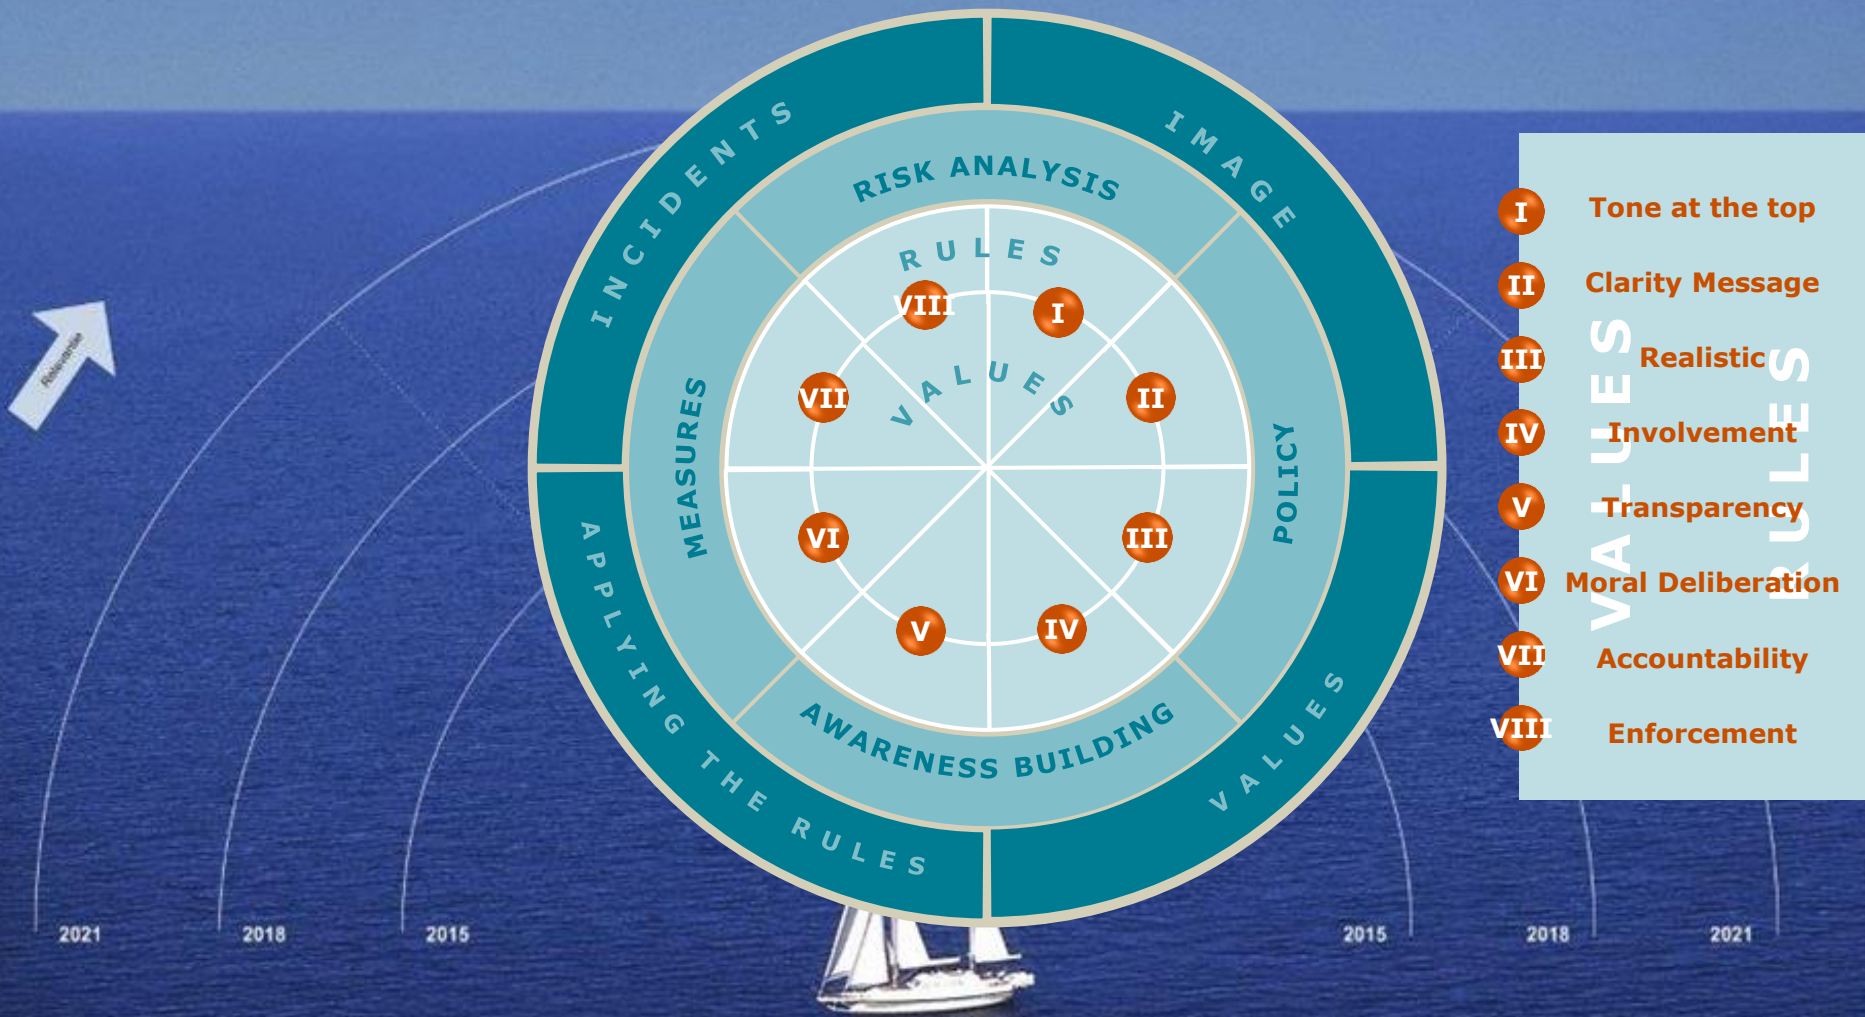 INCIDENTS
IMAGE
APPLYING THE RULES
VALUES
RISK ANALYSIS
MEASURES
POLICY
AWARENESS BUILDING
RULES
VALUES
VIII
I
VII
II
VI
III
V
IV
Relevantie
I Tone at the top
II Clarity Message
III Realistic
IV Involvement
V Transparency
VI Moral Deliberation
VII Accountability
VIII Enforcement
VALUES
RULES
2021
2018
2015
2015
2018
2021